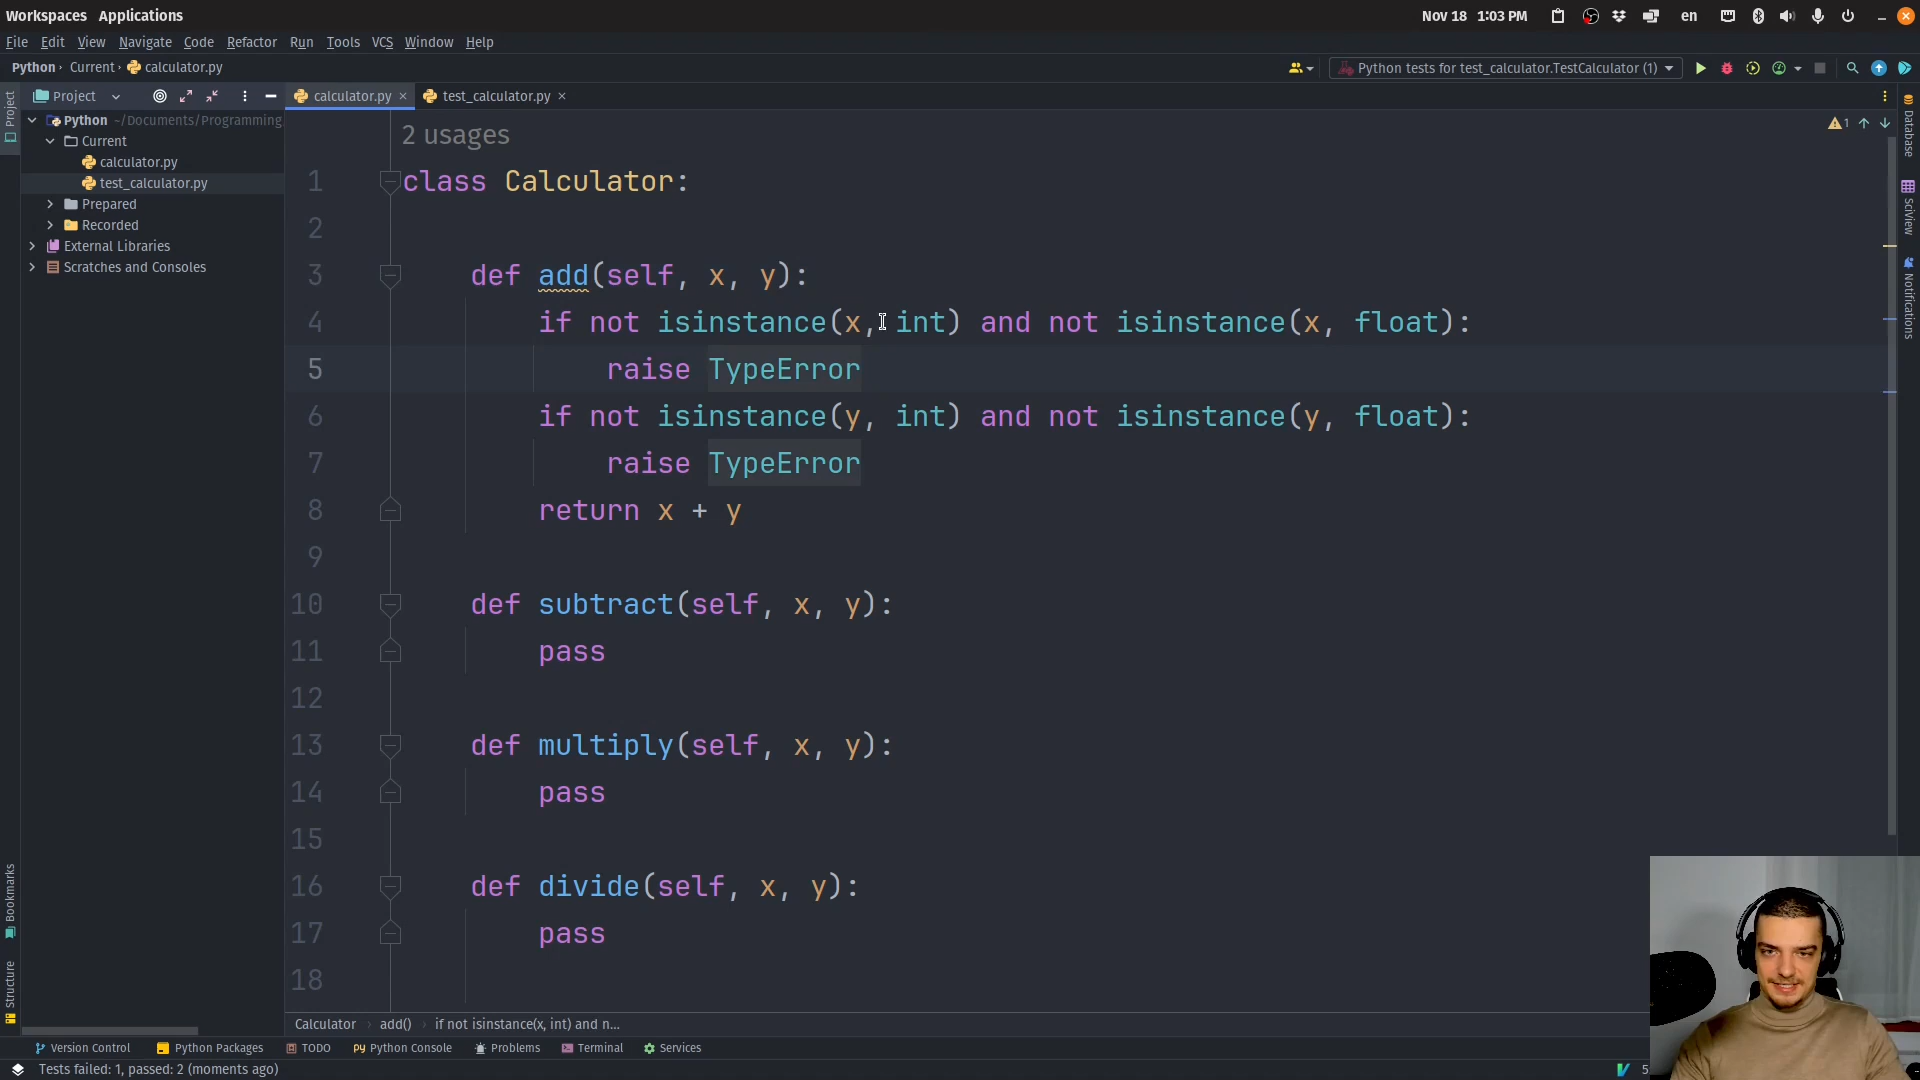 Workspaces Applications
Nov 18 1:03 PM
en
File Edit View Navigate Code Refactor Run Tools VCS Window Help
Python Current calculator.py
Python tests for test_calculator.TestCalculator (1)
Project
calculator.py
test_calculator.py
Python ~/Documents/Programming
Current
calculator.py
test_calculator.py
Prepared
Recorded
External Libraries
Scratches and Consoles
Project
Bookmarks
Structure
2 usages
1 class Calculator:
2
3 def add(self, x, y):
4 if not isinstance(x, int) and not isinstance(x, float):
5 raise TypeError
6 if not isinstance(y, int) and not isinstance(y, float):
7 raise TypeError
8 return x + y
9
10 def subtract(self, x, y):
11 pass
12
13 def multiply(self, x, y):
14 pass
15
16 def divide(self, x, y):
17 pass
18
1
Database
SciView
Notifications
Calculator add() if not isinstance(x, int) and n...
Version Control Python Packages TODO Python Console Problems Terminal Services
Tests failed: 1, passed: 2 (moments ago)
5